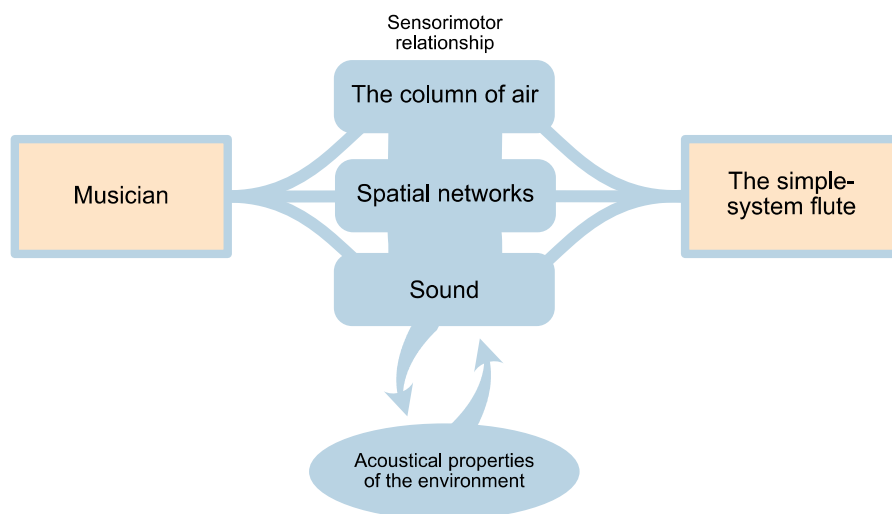 Sensorimotor
relationship
The column of air
Musician
Spatial networks
The simple-
system flute
Sound
Acoustical properties
of the environment